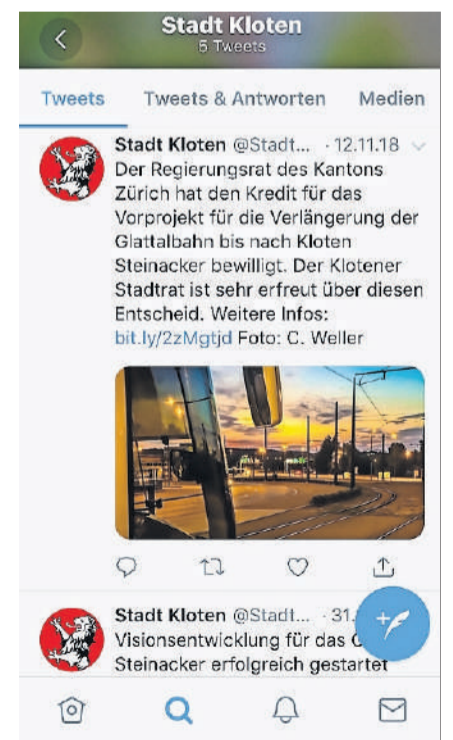 Stadt Kloten
5 Tweets
Tweets
Tweets & Antworten
Medien
Stadt Kloten @Stadt... · 12.11.18
Der Regierungsrat des Kantons
Zürich hat den Kredit für das
Vorprojekt für die Verlängerung der
Glattalbahn bis nach Kloten
Steinacker bewilligt. Der Klotener
Stadtrat ist sehr erfreut über diesen
Entscheid. Weitere Infos:
bit.ly/2zMgtjd Foto: C. Weller
Stadt Kloten @Stadt... · 31.
Visionsentwicklung für das
Steinacker erfolgreich gestartet